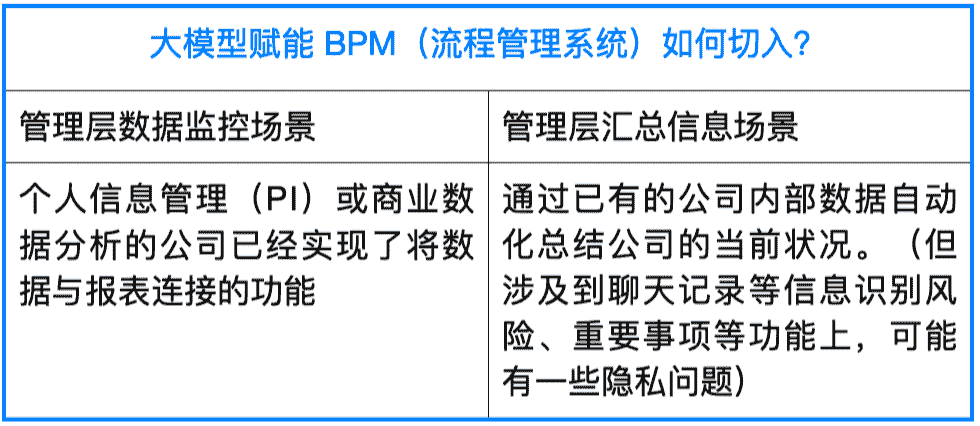 大模型赋能 BPM（流程管理系统）如何切入？
管理层数据监控场景
管理层汇总信息场景
个人信息管理（PI）或商业数
据分析的公司已经实现了将数
据与报表连接的功能
通过已有的公司内部数据自动
化总结公司的当前状况。（但
涉及到聊天记录等信息识别风
险、重要事项等功能上，可能
有一些隐私问题）